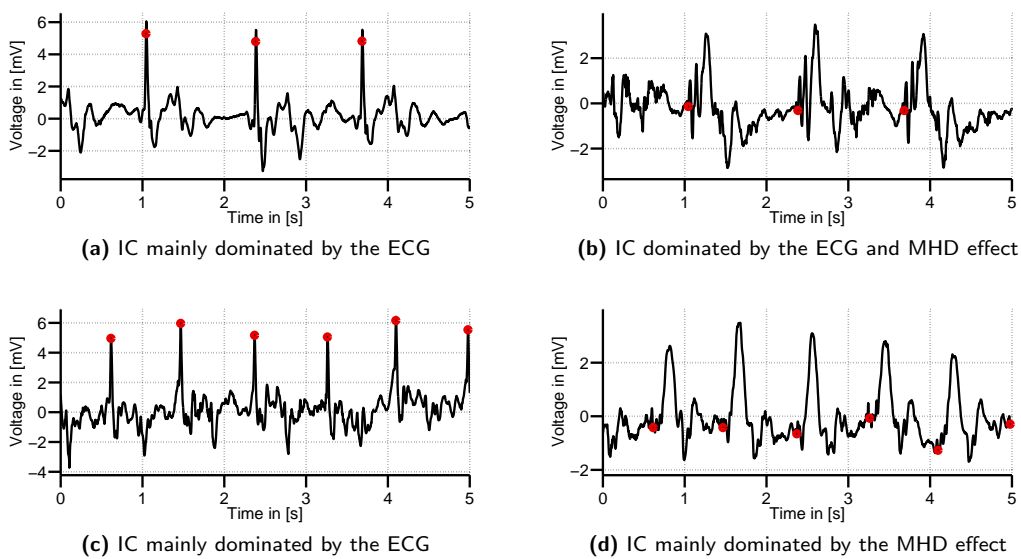 6
4
2
0
−2
Voltage in [mV]
0 1 2 3 4 5
Time in [s]
(a) IC mainly dominated by the ECG
2
0
−2
Voltage in [mV]
0 1 2 3 4 5
Time in [s]
(b) IC dominated by the ECG and MHD effect
6
4
2
0
−2
−4
Voltage in [mV]
0 1 2 3 4 5
Time in [s]
(c) IC mainly dominated by the ECG
2
0
−2
Voltage in [mV]
0 1 2 3 4 5
Time in [s]
(d) IC mainly dominated by the MHD effect